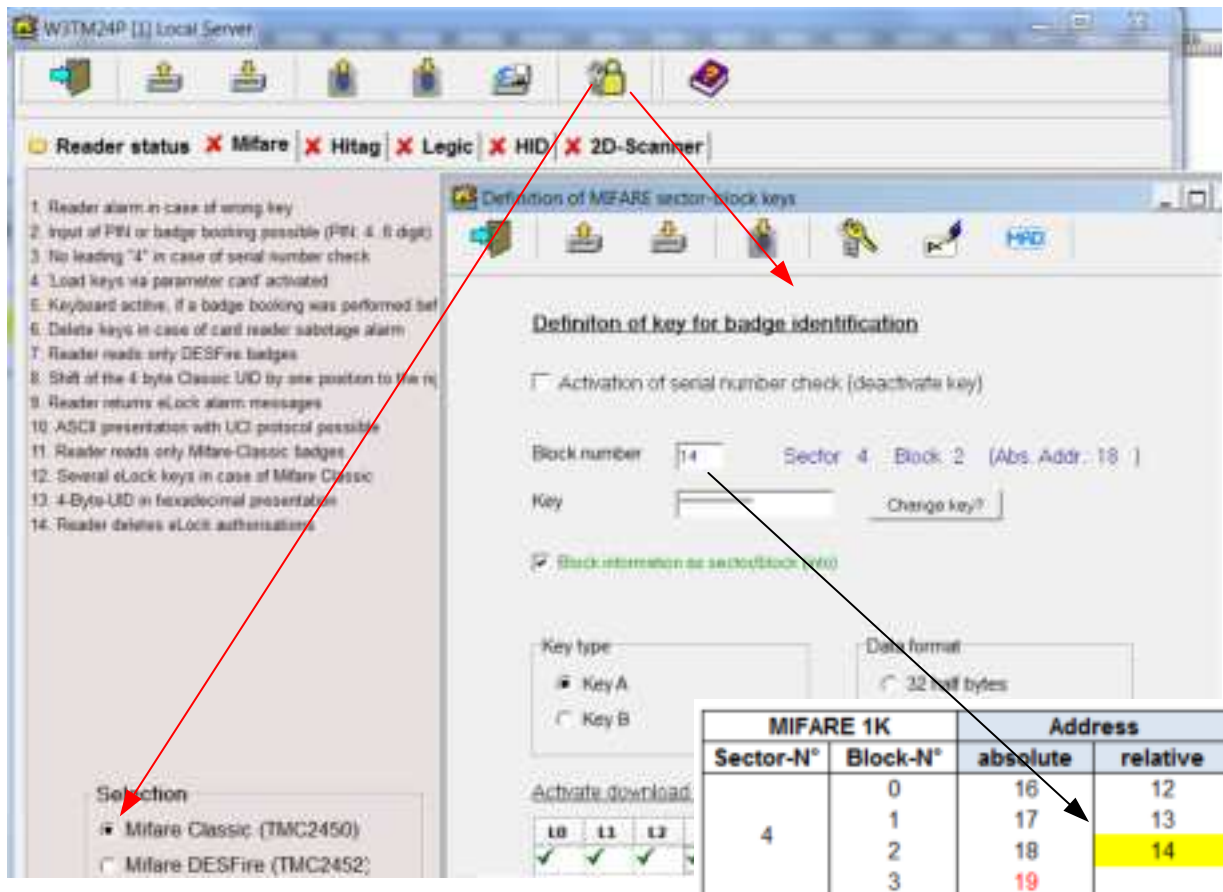 W3TM24P [1] Local Server
Reader status Mifare Hitag Legic HID 2D-Scanner
1. Reader alarm in case of wrong key
2. Input of PIN or badge booking possible (PIN: 4..6 digit)
3. No leading "4" in case of serial number check
4. 'Load keys via parameter card' activated
5. Keyboard active, if a badge booking was performed bef
6. Delete keys in case of card reader sabotage alarm
7. Reader reads only DESFire badges
8. Shift of the 4 byte Classic UID by one position to the rig
9. Reader returns eLock alarm messages
10. ASCII presentation with UCI protocol possible
11. Reader reads only Mifare-Classic badges
12. Several eLock keys in case of Mifare Classic
13. 4-Byte-UID in hexadecimal presentation
14. Reader deletes eLock authorisations
Selection
Mifare Classic (TMC2450)
Mifare DESFire (TMC2452)
Definition of MIFARE sector-block keys
MAD
Definiton of key for badge identification
Activation of serial number check (deactivate key)
Block number 14 Sector 4 Block 2 (Abs. Addr.: 18 )
Key Change key?
Block information as sector/block (info)
Key type
Key A
Key B
Data format
32 half bytes
Activate download
L0 L1 L2
MIFARE 1K Address
Sector-N° Block-N° absolute relative
0 16 12
1 17 13
4
2 18 14
3 19